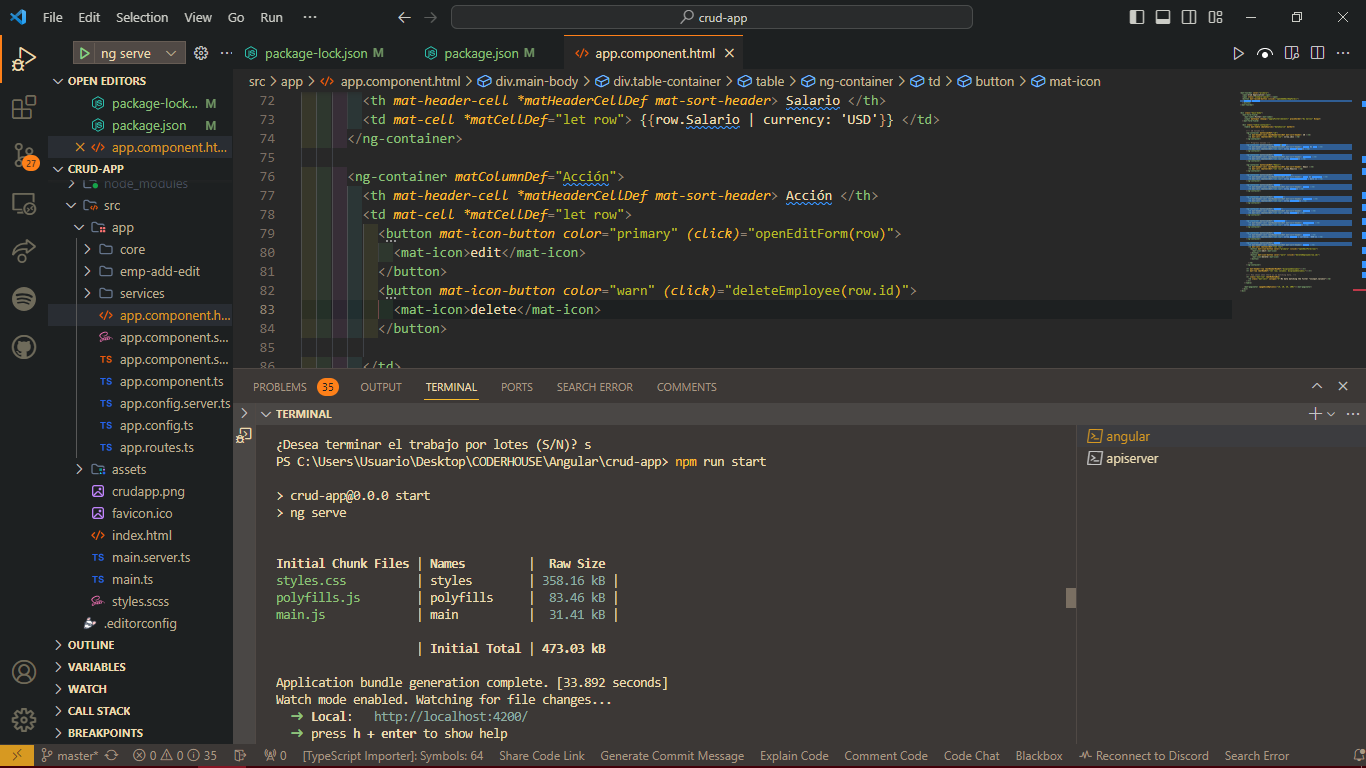 File Edit Selection View Go Run ··· crud-app
ng serve
package-lock.json M package.json M app.component.html
OPEN EDITORS
package-lock... M
package.json M
app.component.ht...
CRUD-APP
node_modules
src
app
core
emp-add-edit
services
app.component.h...
app.component.s...
TS app.component.s...
TS app.component.ts
TS app.config.server.ts
TS app.config.ts
TS app.routes.ts
assets
crudapp.png
favicon.ico
index.html
TS main.server.ts
TS main.ts
styles.scss
.editorconfig
OUTLINE
VARIABLES
WATCH
CALL STACK
BREAKPOINTS
27
src > app > app.component.html > div.main-body > div.table-container > table > ng-container > td > button > mat-icon
72 <th mat-header-cell *matHeaderCellDef mat-sort-header> Salario </th>
73 <td mat-cell *matCellDef="let row"> {{row.Salario | currency: 'USD'}} </td>
74 </ng-container>
75
76 <ng-container matColumnDef="Acción">
77 <th mat-header-cell *matHeaderCellDef mat-sort-header> Acción </th>
78 <td mat-cell *matCellDef="let row">
79 <button mat-icon-button color="primary" (click)="openEditForm(row)">
80 <mat-icon>edit</mat-icon>
81 </button>
82 <button mat-icon-button color="warn" (click)="deleteEmployee(row.id)">
83 <mat-icon>delete</mat-icon>
84 </button>
85
86 </td>
PROBLEMS 35 OUTPUT TERMINAL PORTS SEARCH ERROR COMMENTS
TERMINAL
¿Desea terminar el trabajo por lotes (S/N)? s
PS C:\Users\Usuario\Desktop\CODERHOUSE\Angular\crud-app> npm run start
> crud-app@0.0.0 start
> ng serve
Initial Chunk Files | Names | Raw Size
styles.css | styles | 358.16 kB |
polyfills.js | polyfills | 83.46 kB |
main.js | main | 31.41 kB |
| Initial Total | 473.03 kB
Application bundle generation complete. [33.892 seconds]
Watch mode enabled. Watching for file changes...
➜ Local: http://localhost:4200/
➜ press h + enter to show help
angular
apiserver
master* 0 0 35 0 [TypeScript Importer]: Symbols: 64 Share Code Link Generate Commit Message Explain Code Comment Code Code Chat Blackbox Reconnect to Discord Search Error